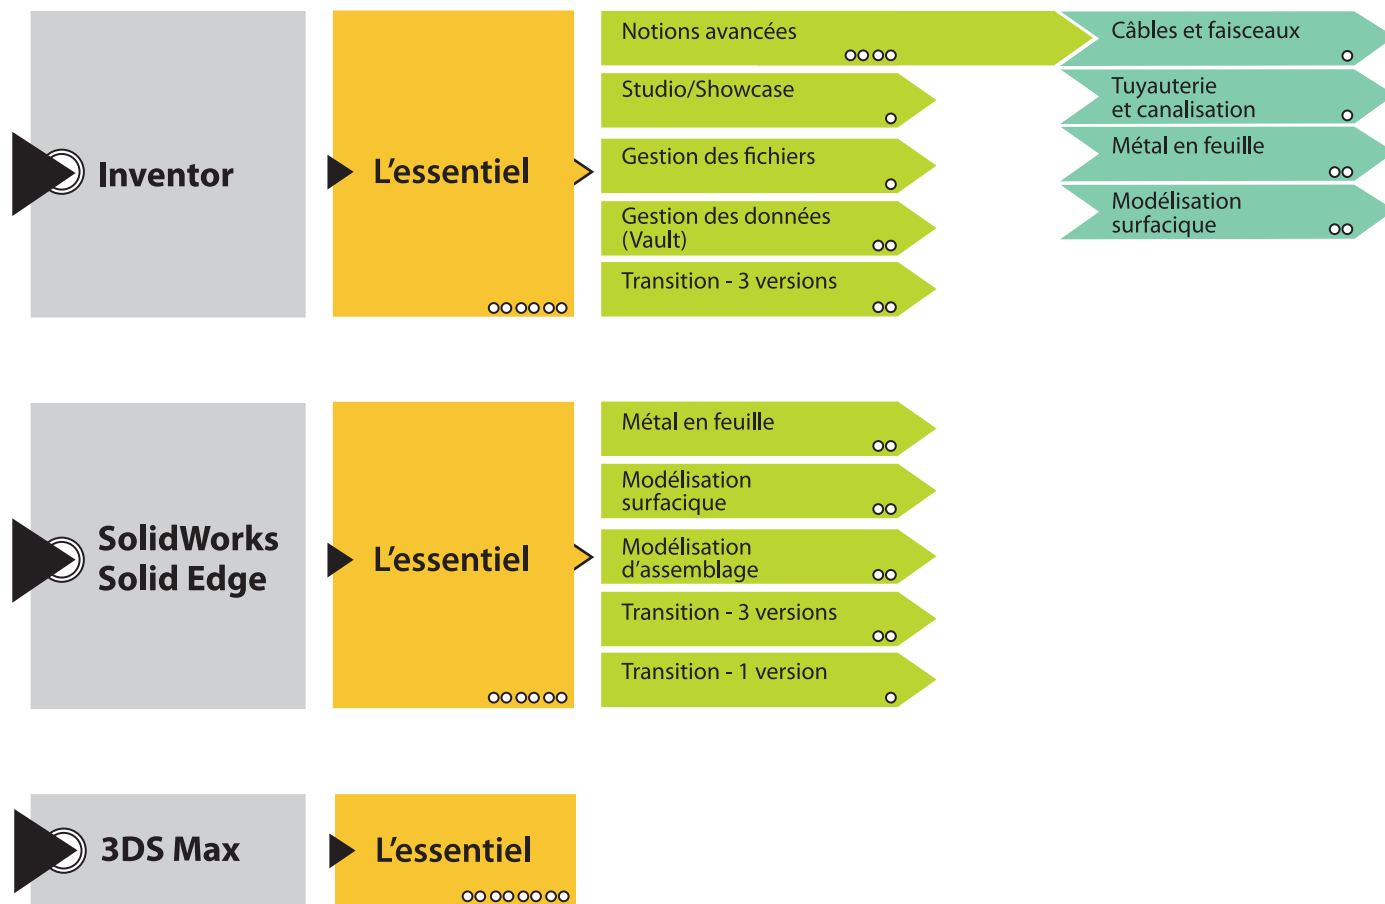 Inventor
L’essentiel
Notions avancées
Studio/Showcase
Gestion des fichiers
Gestion des données
(Vault)
Transition - 3 versions
Câbles et faisceaux
Tuyauterie
et canalisation
Métal en feuille
Modélisation
surfacique
SolidWorks
Solid Edge
L’essentiel
Métal en feuille
Modélisation
surfacique
Modélisation
d’assemblage
Transition - 3 versions
Transition - 1 version
3DS Max
L’essentiel